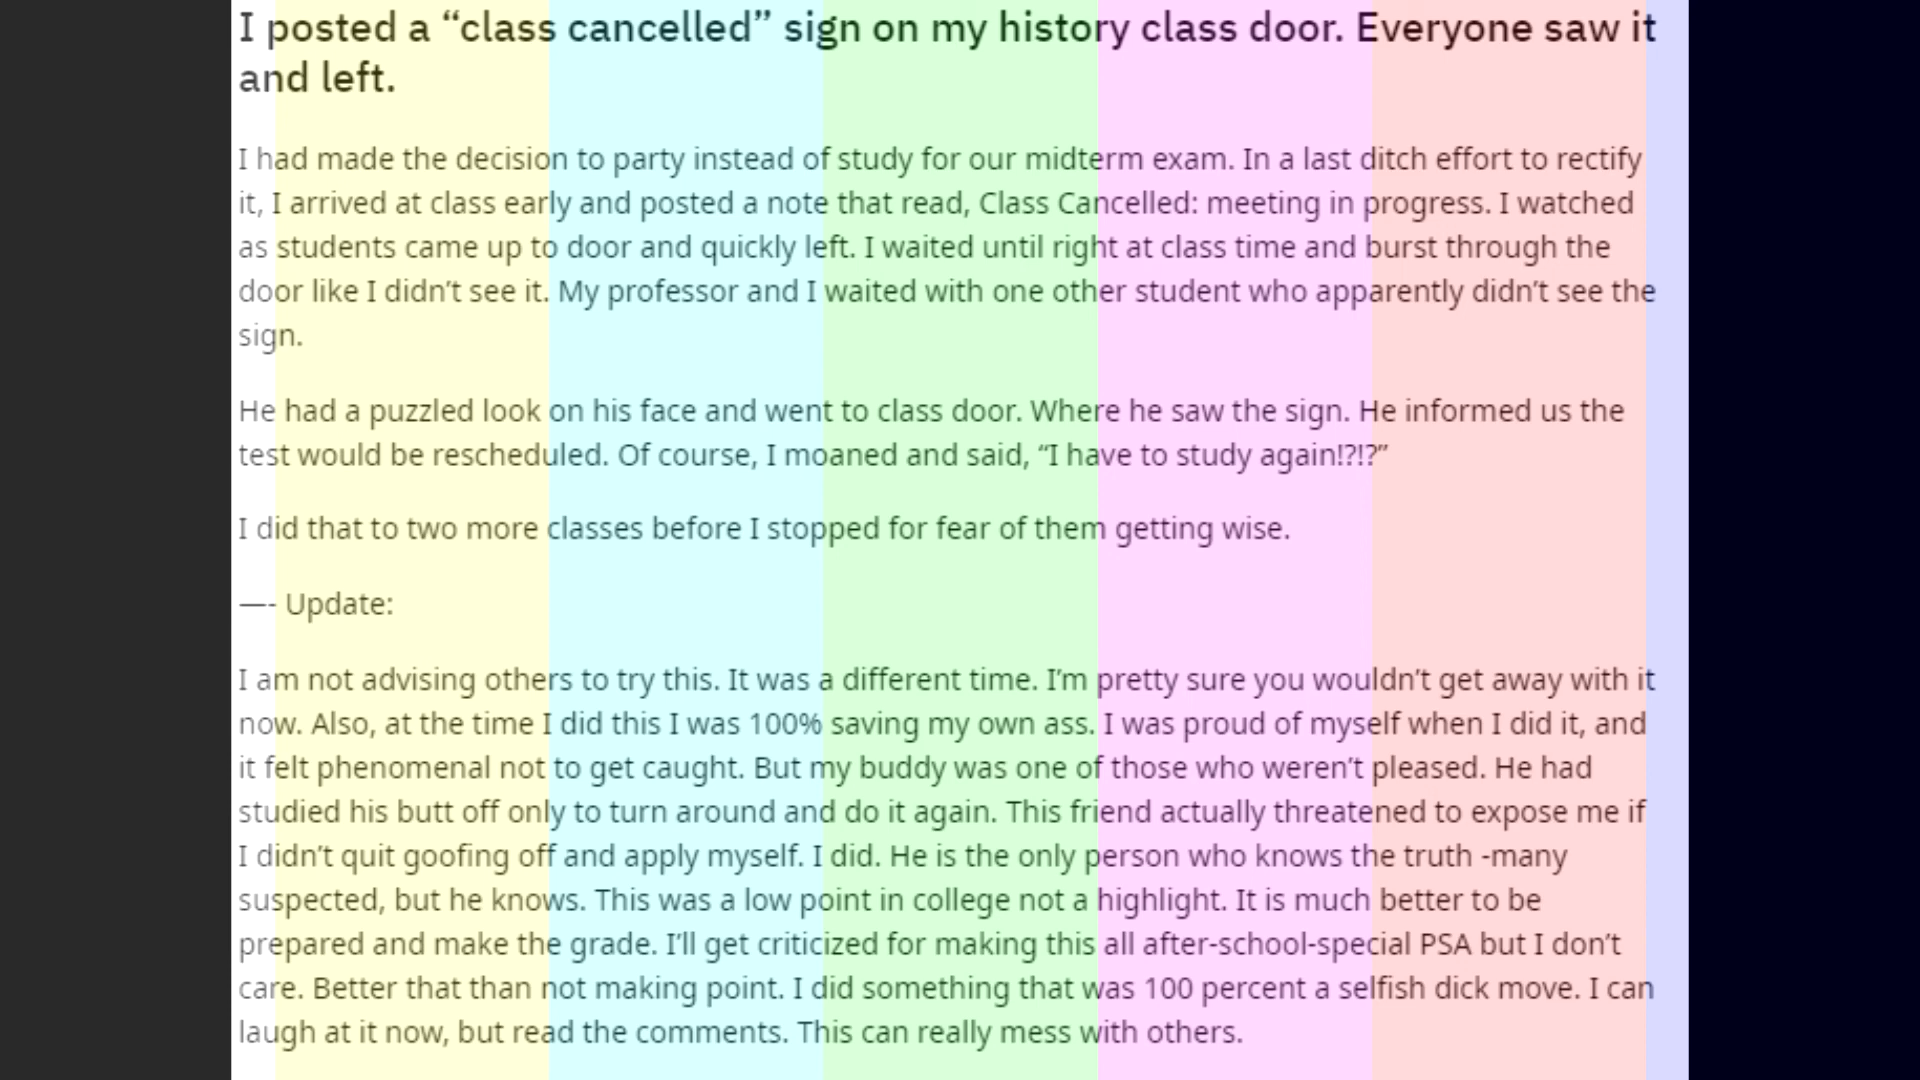 I posted a “class cancelled” sign on my history class door. Everyone saw it
and left.
I had made the decision to party instead of study for our midterm exam. In a last ditch effort to rectify
it, I arrived at class early and posted a note that read, Class Cancelled: meeting in progress. I watched
as students came up to door and quickly left. I waited until right at class time and burst through the
door like I didn’t see it. My professor and I waited with one other student who apparently didn’t see the
sign.
He had a puzzled look on his face and went to class door. Where he saw the sign. He informed us the
test would be rescheduled. Of course, I moaned and said, “I have to study again!?!?”
I did that to two more classes before I stopped for fear of them getting wise.
—- Update:
I am not advising others to try this. It was a different time. I’m pretty sure you wouldn’t get away with it
now. Also, at the time I did this I was 100% saving my own ass. I was proud of myself when I did it, and
it felt phenomenal not to get caught. But my buddy was one of those who weren’t pleased. He had
studied his butt off only to turn around and do it again. This friend actually threatened to expose me if
I didn’t quit goofing off and apply myself. I did. He is the only person who knows the truth -many
suspected, but he knows. This was a low point in college not a highlight. It is much better to be
prepared and make the grade. I’ll get criticized for making this all after-school-special PSA but I don’t
care. Better that than not making point. I did something that was 100 percent a selfish dick move. I can
laugh at it now, but read the comments. This can really mess with others.